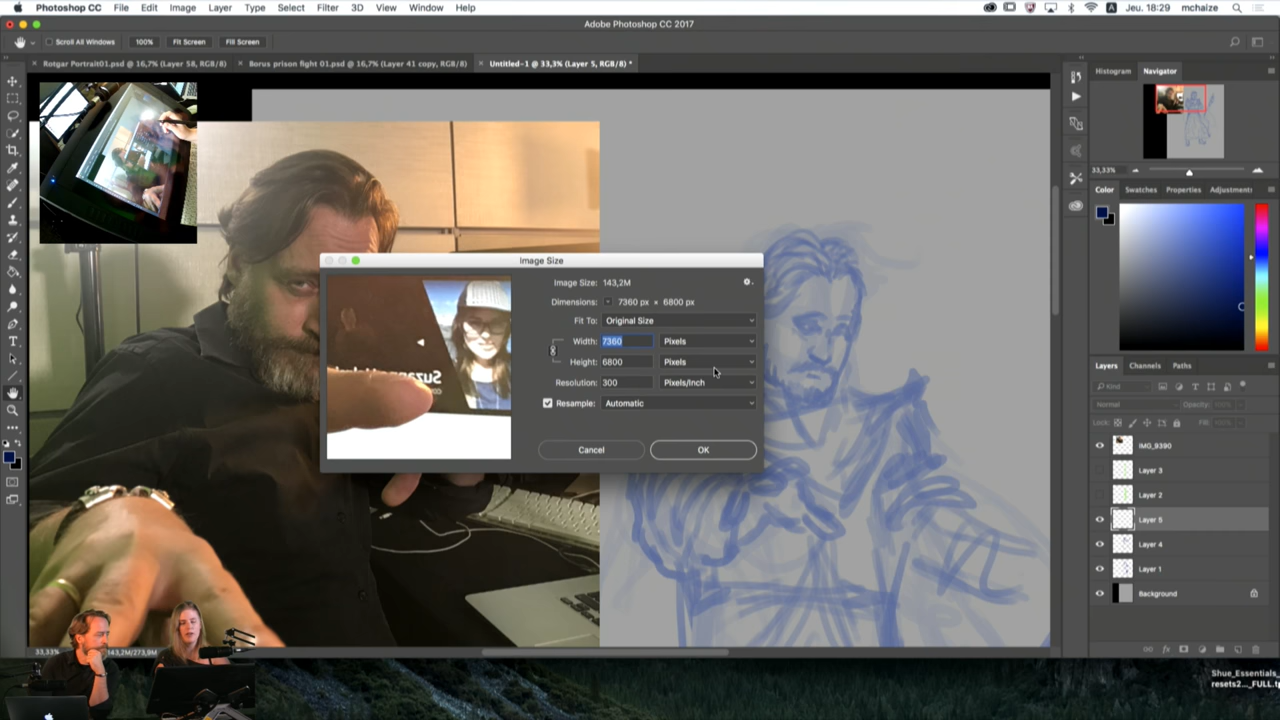 Photoshop CC File Edit Image Layer Type Select Filter 3D View Window Help Jeu. 18:29 mchaize
Adobe Photoshop CC 2017
Scroll All Windows 100% Fit Screen Fill Screen
Rotgar Portrait01.psd @ 16,7% (Layer 58, RGB/8) Borus prison fight 01.psd @ 16,7% (Layer 41 copy, RGB/8) Untitled-1 @ 33,3% (Layer 5, RGB/8) *
Histogram Navigator
33,33%
Color Swatches Properties Adjustments
Image Size
Image Size: 143,2M
Dimensions: 7360 px × 6800 px
Fit To: Original Size
Width: 7360 Pixels
Height: 6800 Pixels
Resolution: 300 Pixels/Inch
Resample: Automatic
Cancel OK
Layers Channels Paths
Kind
Normal Opacity: 100%
Lock: Fill: 100%
IMG_9390
Layer 3
Layer 2
Layer 5
Layer 4
Layer 1
Background
33,33% 143,2M/273,9M
Shue_Essentials_
resets2..._FULL.tp